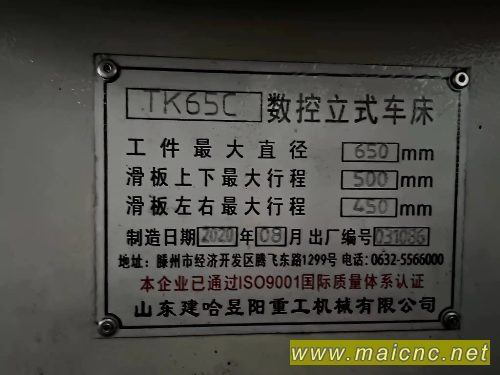 TK65C 数控立式车床
工件最大直径 650 mm
滑板上下最大行程 500 mm
滑板左右最大行程 450 mm
制造日期 2020 年 08 月 出厂编号 031086
地址：滕州市经济开发区腾飞东路1299号 电话：0632-5566000
本企业已通过ISO9001国际质量体系认证
山东建哈昱阳重工机械有限公司
www.maicnc.net